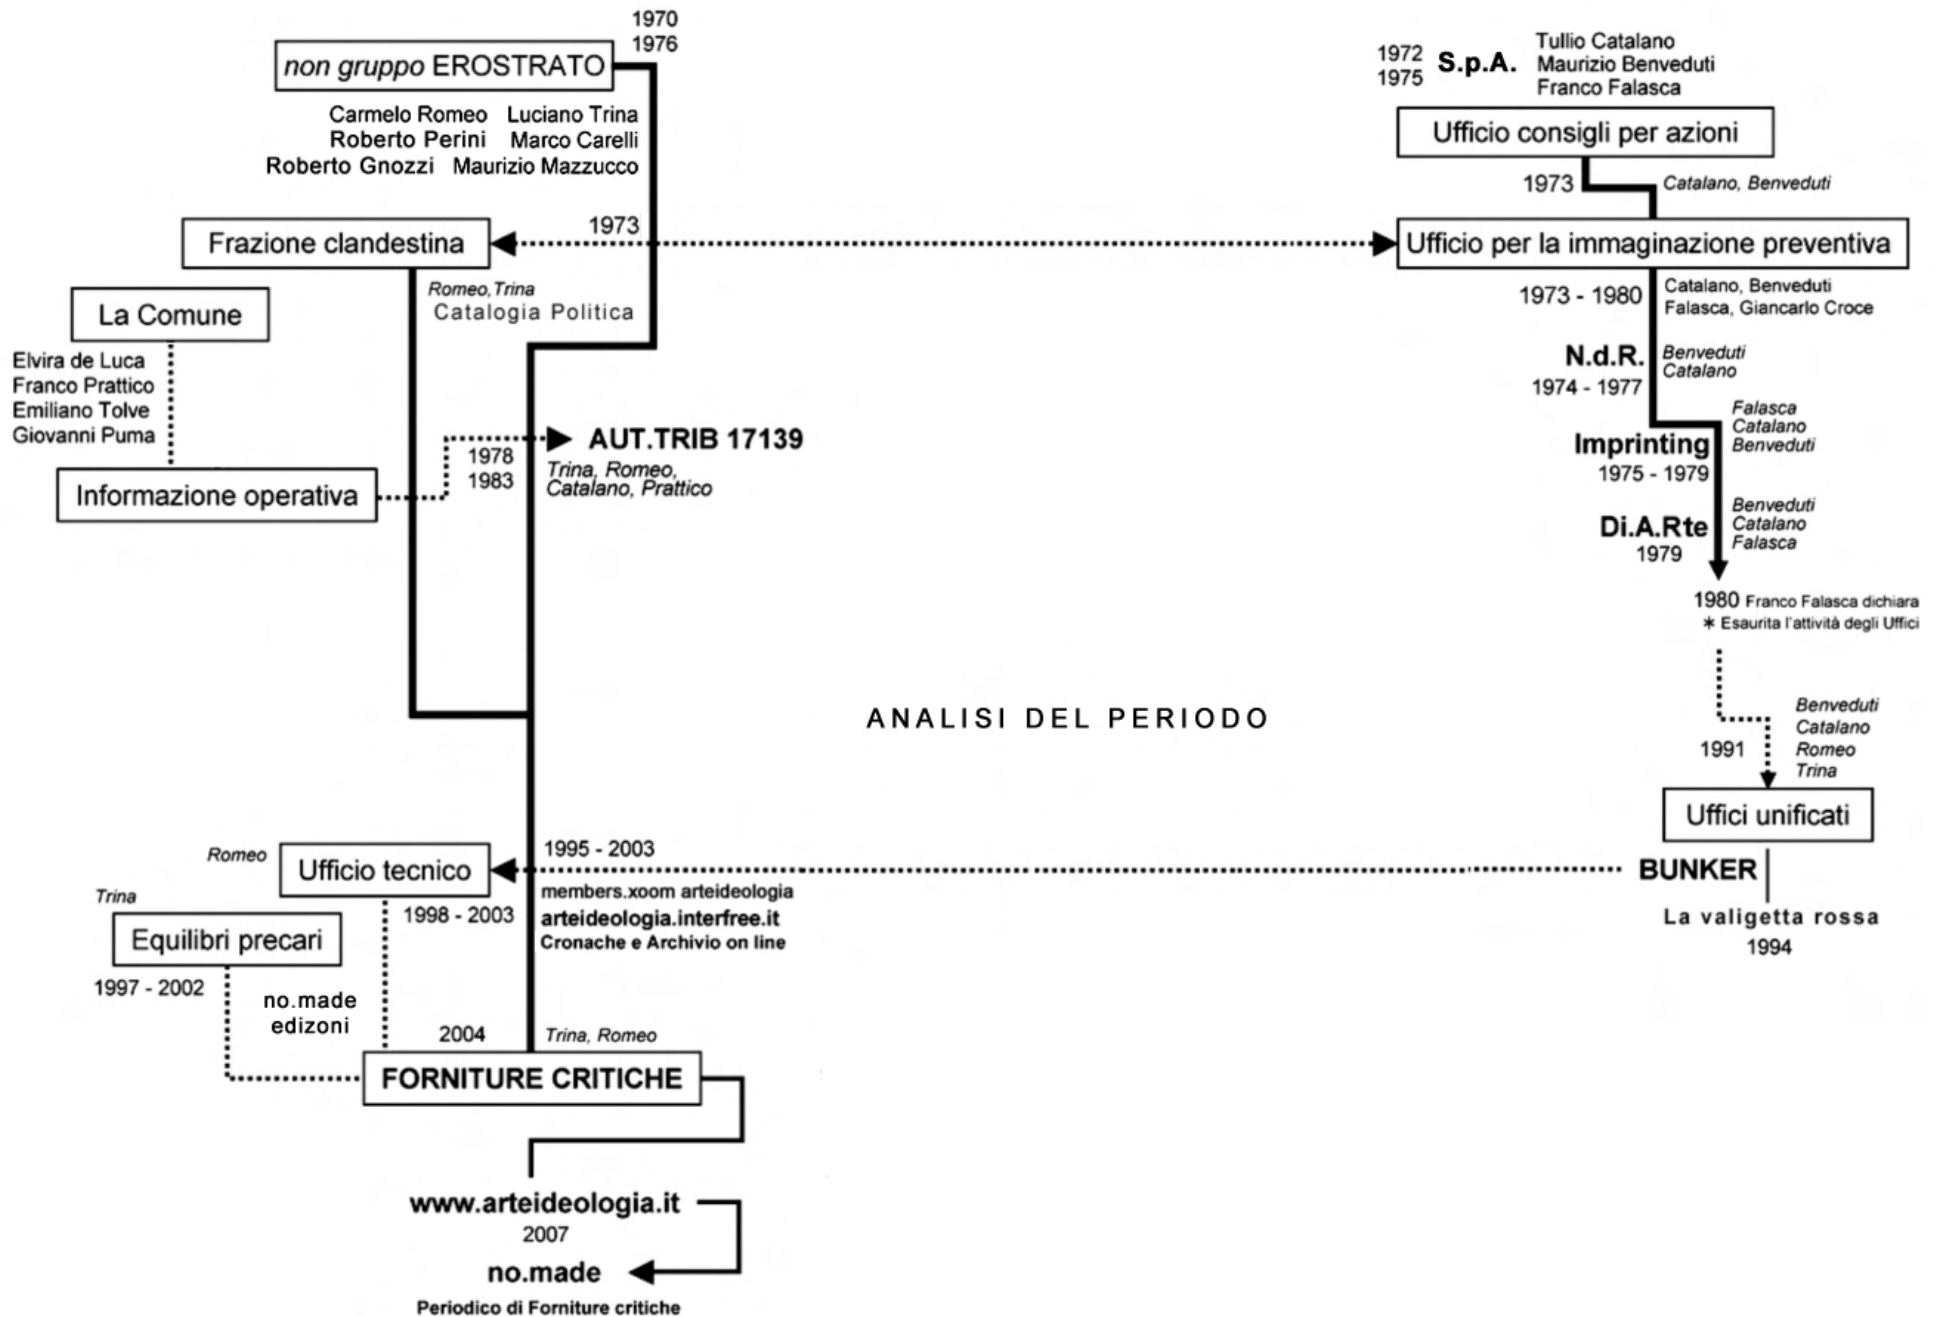 1970
1976
non gruppo EROSTRATO
Carmelo Romeo Luciano Trina
Roberto Perini Marco Carelli
Roberto Gnozzi Maurizio Mazzucco
1972
1975
S.p.A.
Tullio Catalano
Maurizio Benveduti
Franco Falasca
Ufficio consigli per azioni
1973
Catalano, Benveduti
Frazione clandestina
1973
Ufficio per la immaginazione preventiva
Romeo,Trina
Catalogia Politica
1973 - 1980
Catalano, Benveduti
Falasca, Giancarlo Croce
La Comune
Elvira de Luca
Franco Prattico
Emiliano Tolve
Giovanni Puma
N.d.R.
1974 - 1977
Benveduti
Catalano
Informazione operativa
1978
1983
AUT.TRIB 17139
Trina, Romeo,
Catalano, Prattico
Falasca
Catalano
Benveduti
Imprinting
1975 - 1979
Di.A.Rte
1979
Benveduti
Catalano
Falasca
1980 Franco Falasca dichiara
* Esaurita l'attività degli Uffici
ANALISI DEL PERIODO
1991
Benveduti
Catalano
Romeo
Trina
Uffici unificati
BUNKER
La valigetta rossa
1994
Romeo
Ufficio tecnico
1995 - 2003
members.xoom arteideologia
arteideologia.interfree.it
Cronache e Archivio on line
1998 - 2003
Trina
Equilibri precari
1997 - 2002
no.made
edizoni
2004
Trina, Romeo
FORNITURE CRITICHE
www.arteideologia.it
2007
no.made
Periodico di Forniture critiche